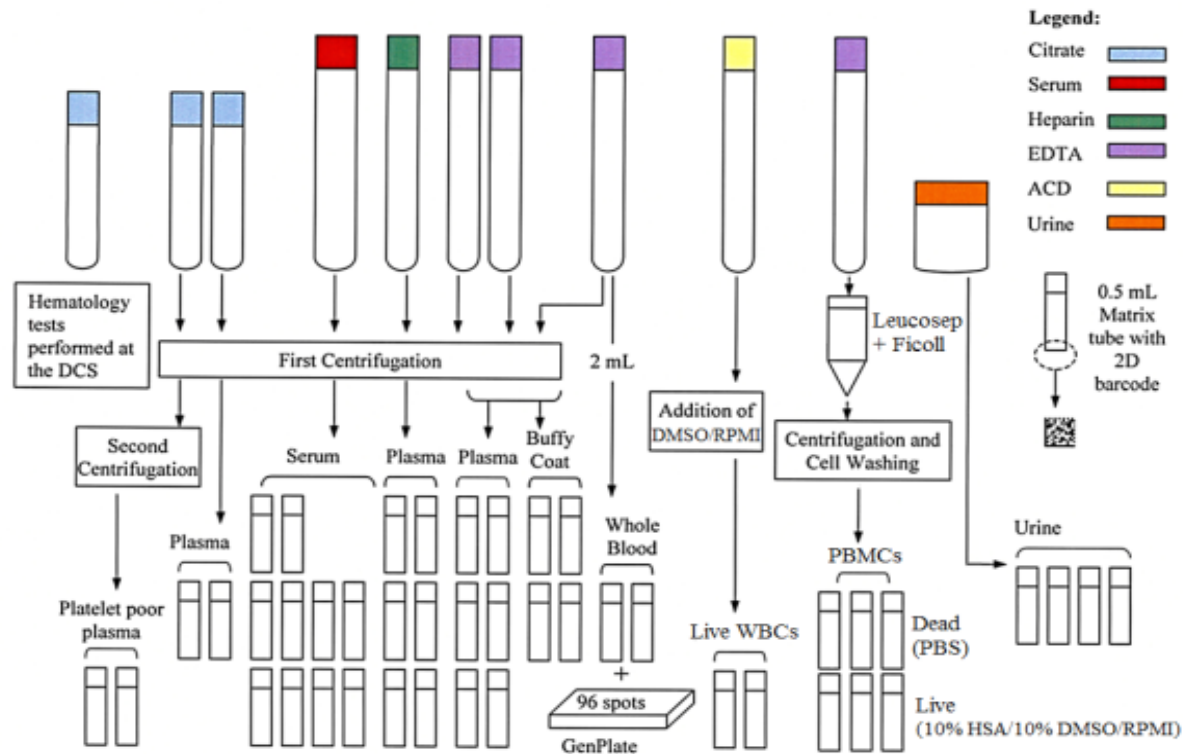 Legend:
Citrate
Serum
Heparin
EDTA
ACD
Urine
Hematology
tests
performed at
the DCS
First Centrifugation
2 mL
Leucosep
+ Ficoll
0.5 mL
Matrix
tube with
2D
barcode
Second
Centrifugation
Serum
Plasma
Plasma
Buffy
Coat
Addition of
DMSO/RPMI
Centrifugation and
Cell Washing
Plasma
Whole
Blood
PBMCs
Urine
Platelet poor
plasma
Live WBCs
Dead
(PBS)
+
96 spots
GenPlate
Live
(10% HSA/10% DMSO/RPMI)